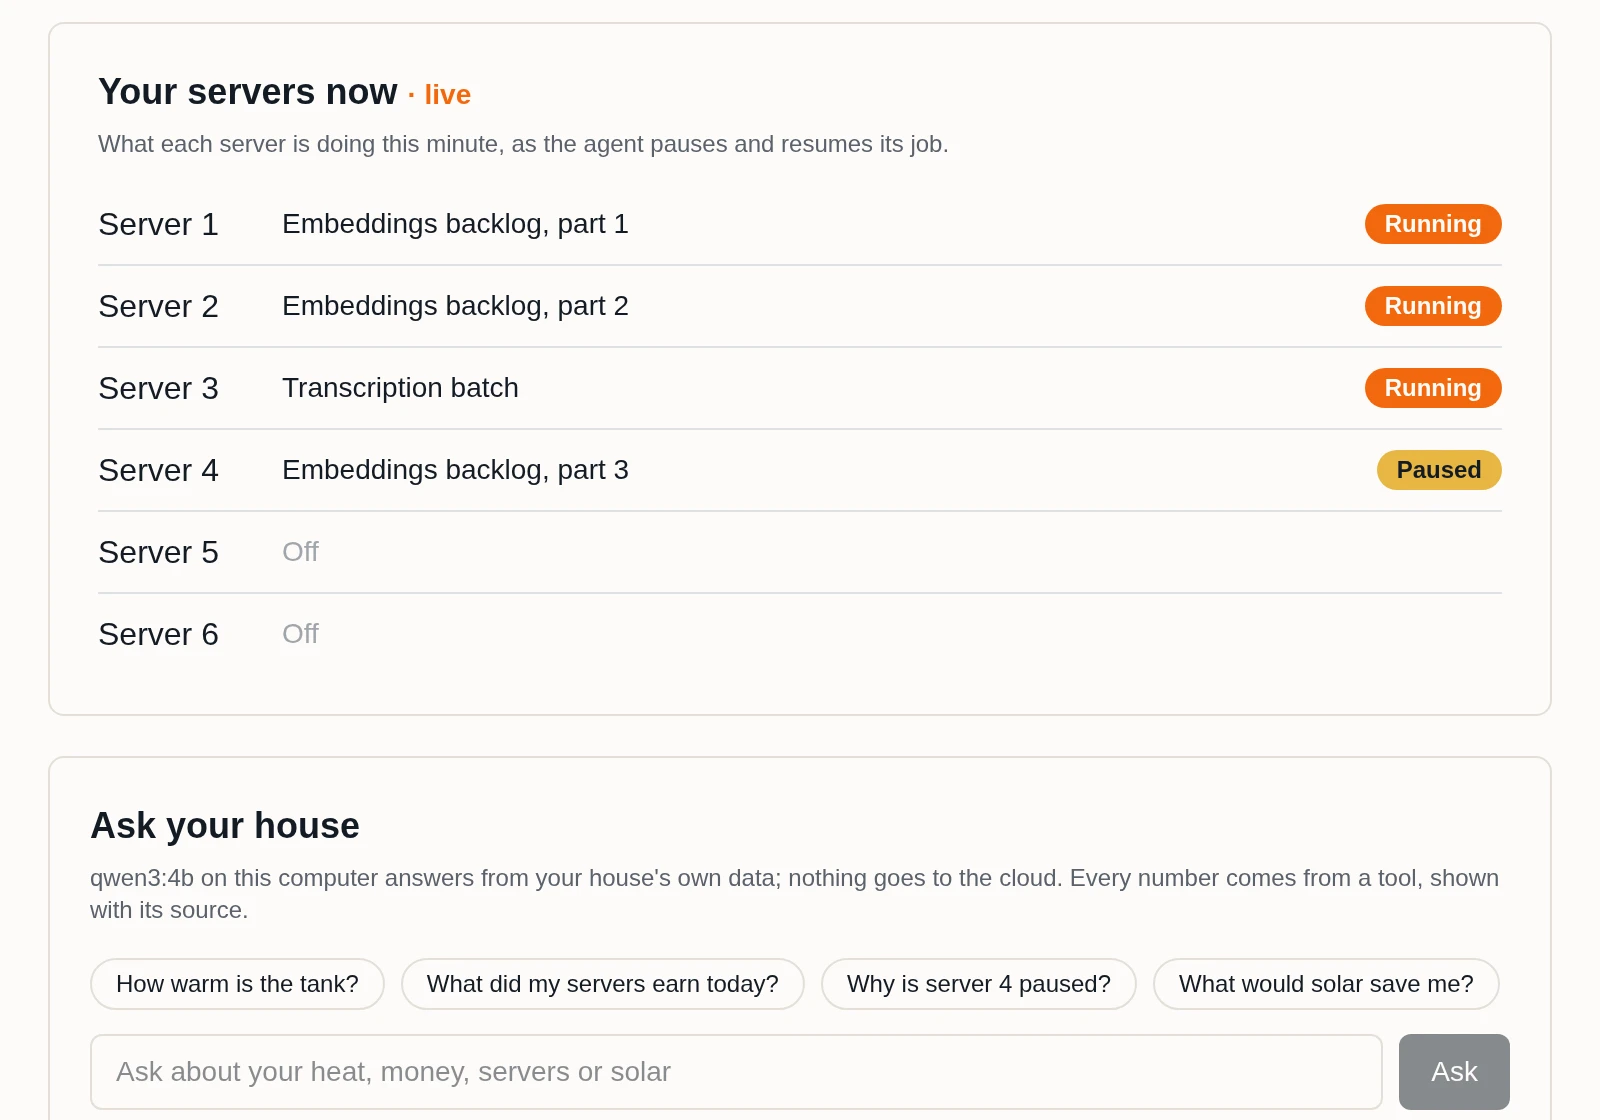 Your servers now · live
What each server is doing this minute, as the agent pauses and resumes its job.
Server 1 Embeddings backlog, part 1 Running
Server 2 Embeddings backlog, part 2 Running
Server 3 Transcription batch Running
Server 4 Embeddings backlog, part 3 Paused
Server 5 Off
Server 6 Off
Ask your house
qwen3:4b on this computer answers from your house's own data; nothing goes to the cloud. Every number comes from a tool, shown
with its source.
How warm is the tank? What did my servers earn today? Why is server 4 paused? What would solar save me?
Ask about your heat, money, servers or solar Ask